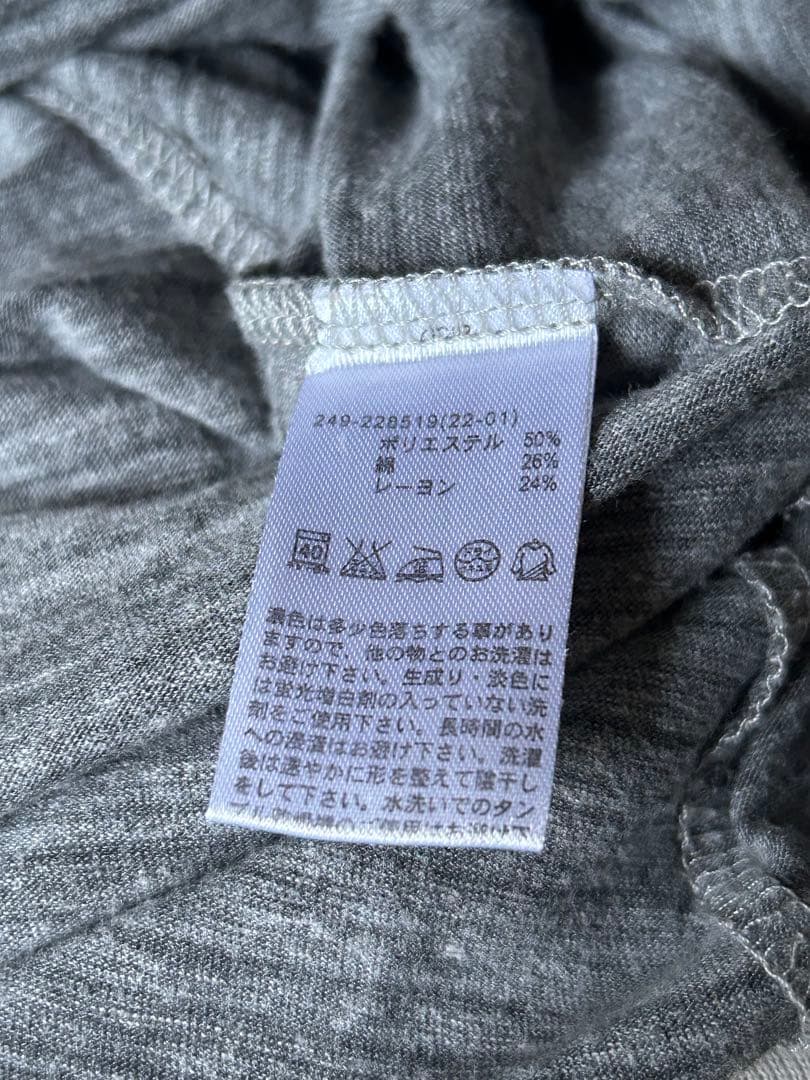 249-228519(22-01)
ポリエステル 50%
綿 26%
レーヨン 24%
40
濃色は多少色落ちする事があり
ますので、他の物とのお洗濯は
お避け下さい。生成り・淡色に
は蛍光増白剤の入っていない洗
剤をご使用下さい。長時間の水
への浸漬はお避け下さい。洗濯
後は速やかに形を整えて陰干し
をして下さい。水洗いでのタン